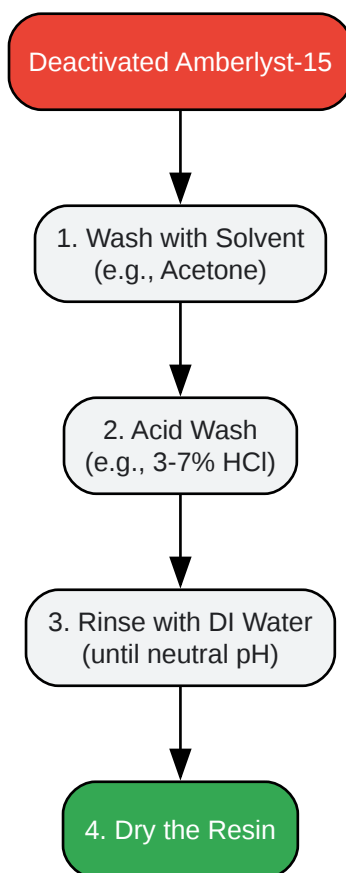 Deactivated Amberlyst-15
1. Wash with Solvent
(e.g., Acetone)
2. Acid Wash
(e.g., 3-7% HCl)
3. Rinse with DI Water
(until neutral pH)
4. Dry the Resin